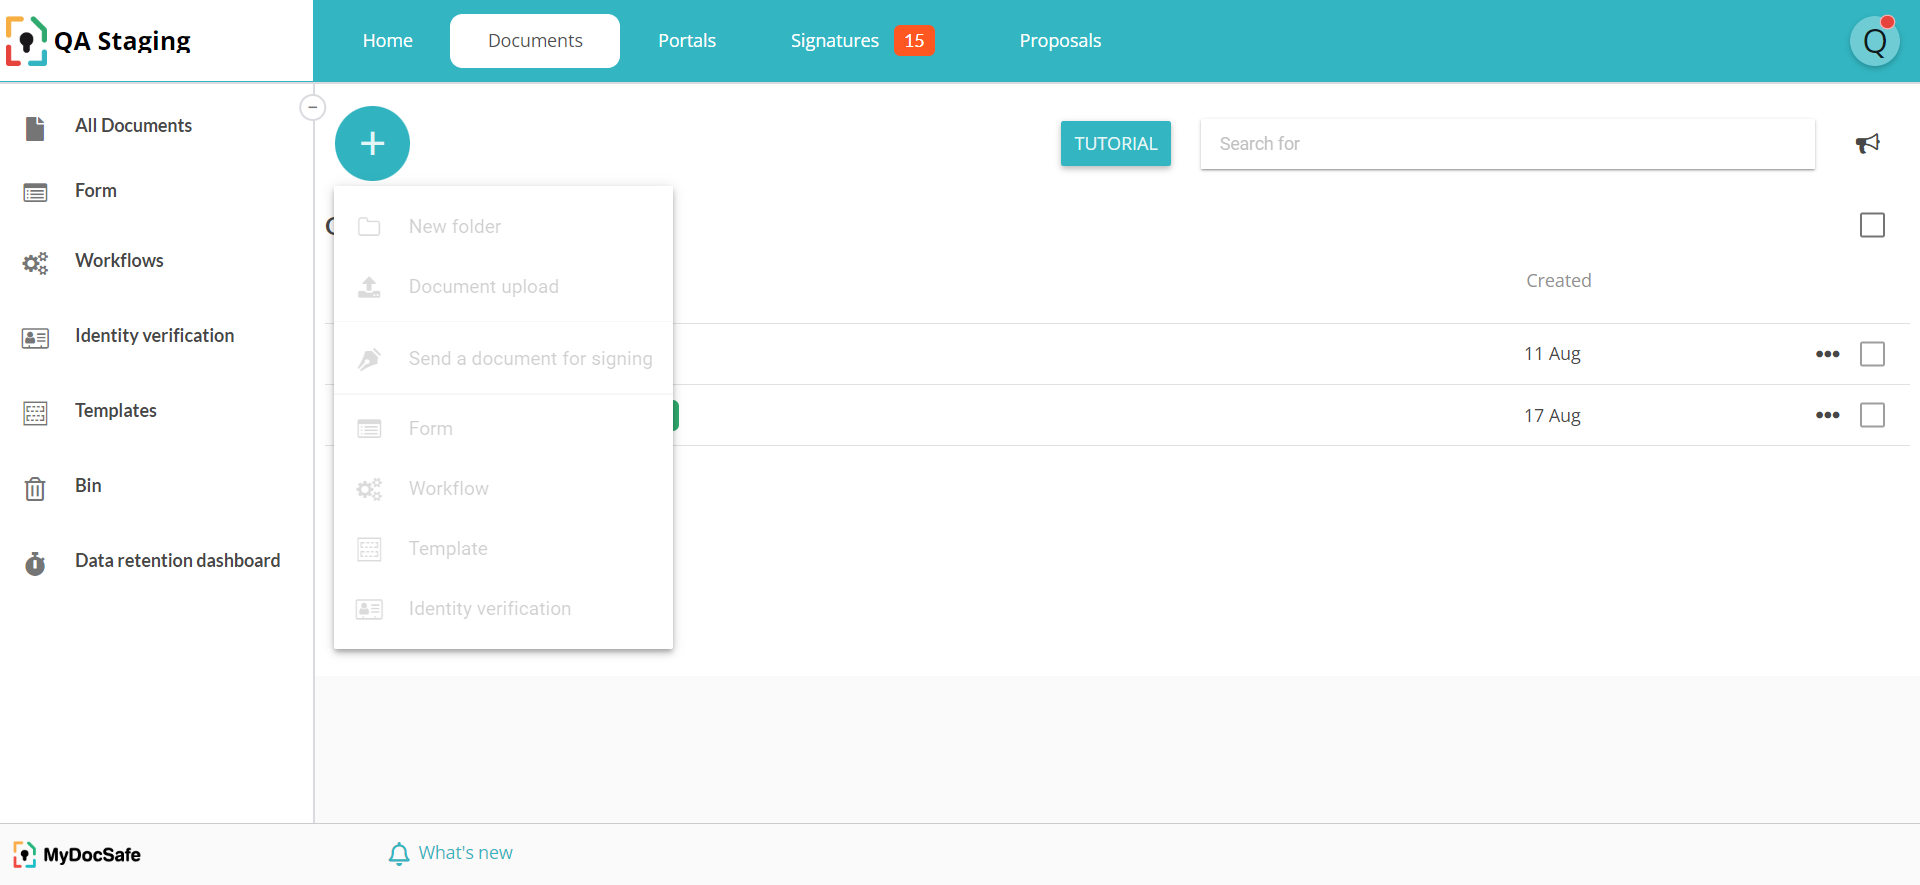 QA Staging
Home
Documents
Portals
Signatures 15
Proposals
Q
All Documents
Form
Workflows
Identity verification
Templates
Bin
Data retention dashboard
−
+
TUTORIAL
Search for
New folder
Document upload
Send a document for signing
Form
Workflow
Template
Identity verification
Created
11 Aug
17 Aug
MyDocSafe
What's new